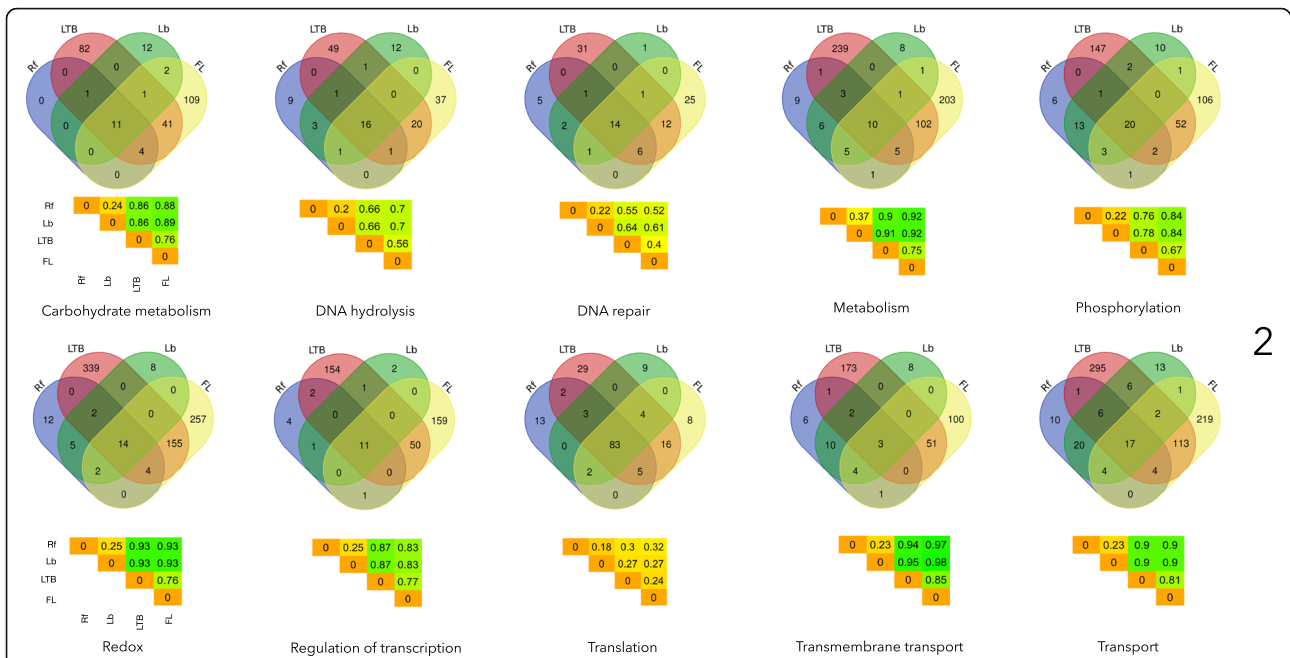 LTB Lb
Rf FL
82 12
0 0 2
0 1 1 109
0 11 41
0 4
0
Rf 0 0.24 0.86 0.88
Lb 0 0.86 0.89
LTB 0 0.76
FL 0
Rf Lb LTB FL
Carbohydrate metabolism
LTB Lb
Rf FL
49 12
0 1 0
9 1 0 37
3 16 20
1 1
0
0 0.2 0.66 0.7
0 0.66 0.7
0 0.56
0
DNA hydrolysis
LTB Lb
Rf FL
31 1
0 0 0
5 1 1 25
2 14 12
1 6
0
0 0.22 0.55 0.52
0 0.64 0.61
0 0.4
0
DNA repair
LTB Lb
Rf FL
239 8
1 0 1
9 3 1 203
6 10 102
5 5
1
0 0.37 0.9 0.92
0 0.91 0.92
0 0.75
0
Metabolism
LTB Lb
Rf FL
147 10
0 2 1
6 1 0 106
13 20 52
3 2
1
0 0.22 0.76 0.84
0 0.78 0.84
0 0.67
0
Phosphorylation
2
LTB Lb
Rf FL
339 8
0 0 0
12 2 0 257
5 14 155
2 4
0
Rf 0 0.25 0.93 0.93
Lb 0 0.93 0.93
LTB 0 0.76
FL 0
Rf Lb LTB FL
Redox
LTB Lb
Rf FL
154 2
2 1 0
4 0 0 159
1 11 50
0 0
1
0 0.25 0.87 0.83
0 0.87 0.83
0 0.77
0
Regulation of transcription
LTB Lb
Rf FL
29 9
2 0 0
13 3 4 8
0 83 16
2 5
0
0 0.18 0.3 0.32
0 0.27 0.27
0 0.24
0
Translation
LTB Lb
Rf FL
173 8
1 0 0
6 2 0 100
10 3 51
4 0
1
0 0.23 0.94 0.97
0 0.95 0.98
0 0.85
0
Transmembrane transport
LTB Lb
Rf FL
295 13
1 6 1
10 6 2 219
20 17 113
4 4
0
0 0.23 0.9 0.9
0 0.9 0.9
0 0.81
0
Transport